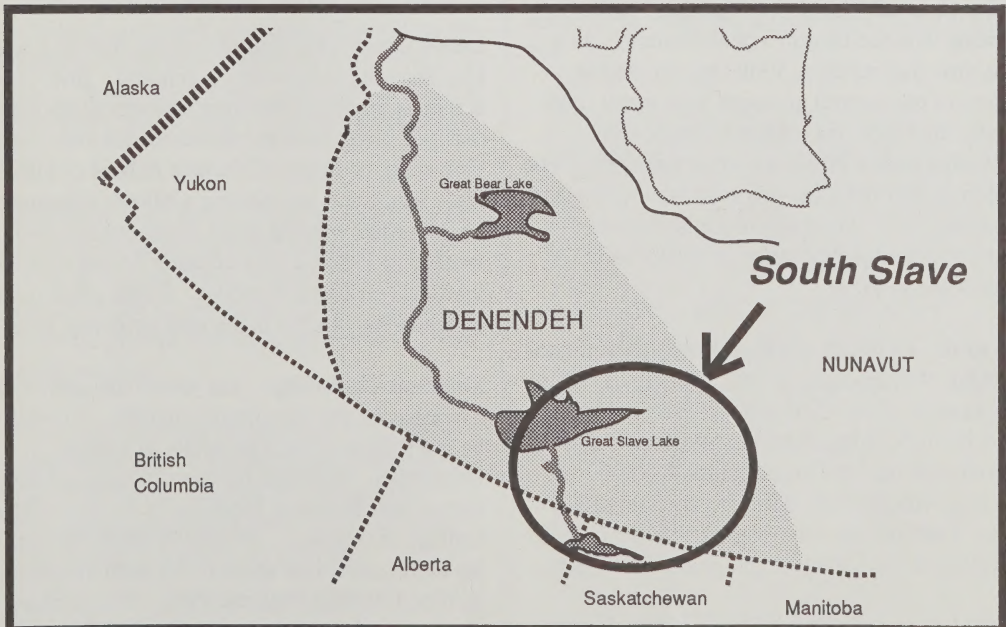 Alaska
Yukon
Great Bear Lake
South Slave
DENENDEH
NUNAVUT
Great Slave Lake
British
Columbia
Alberta
Saskatchewan
Manitoba